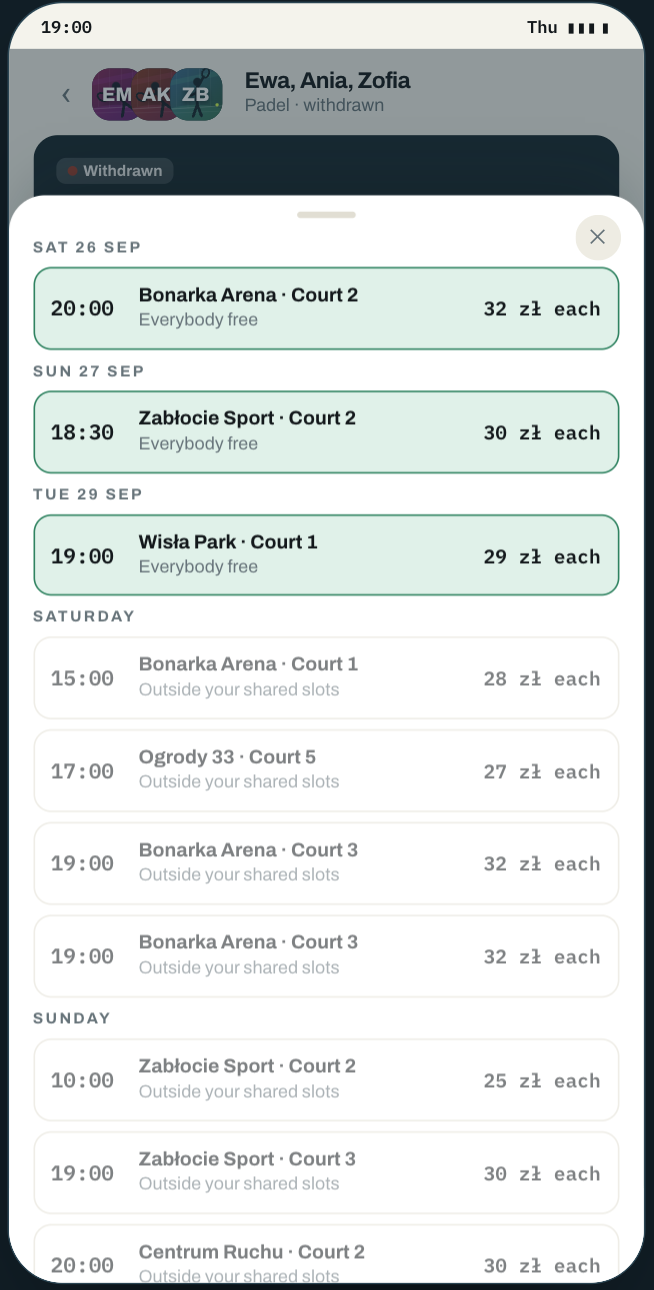 19:00
Thu
‹
EM AK ZB
Ewa, Ania, Zofia
Padel · withdrawn
Withdrawn
SAT 26 SEP
20:00
Bonarka Arena · Court 2
Everybody free
32 zł each
SUN 27 SEP
18:30
Zabłocie Sport · Court 2
Everybody free
30 zł each
TUE 29 SEP
19:00
Wisła Park · Court 1
Everybody free
29 zł each
SATURDAY
15:00
Bonarka Arena · Court 1
Outside your shared slots
28 zł each
17:00
Ogrody 33 · Court 5
Outside your shared slots
27 zł each
19:00
Bonarka Arena · Court 3
Outside your shared slots
32 zł each
19:00
Bonarka Arena · Court 3
Outside your shared slots
32 zł each
SUNDAY
10:00
Zabłocie Sport · Court 2
Outside your shared slots
25 zł each
19:00
Zabłocie Sport · Court 3
Outside your shared slots
30 zł each
20:00
Centrum Ruchu · Court 2
Outside your shared slots
30 zł each